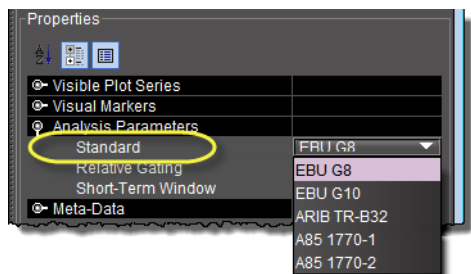 Properties
Visible Plot Series
Visual Markers
Analysis Parameters
Standard EBU G8
Relative Gating
Short-Term Window
Meta-Data
EBU G8
EBU G10
ARIB TR-B32
A85 1770-1
A85 1770-2